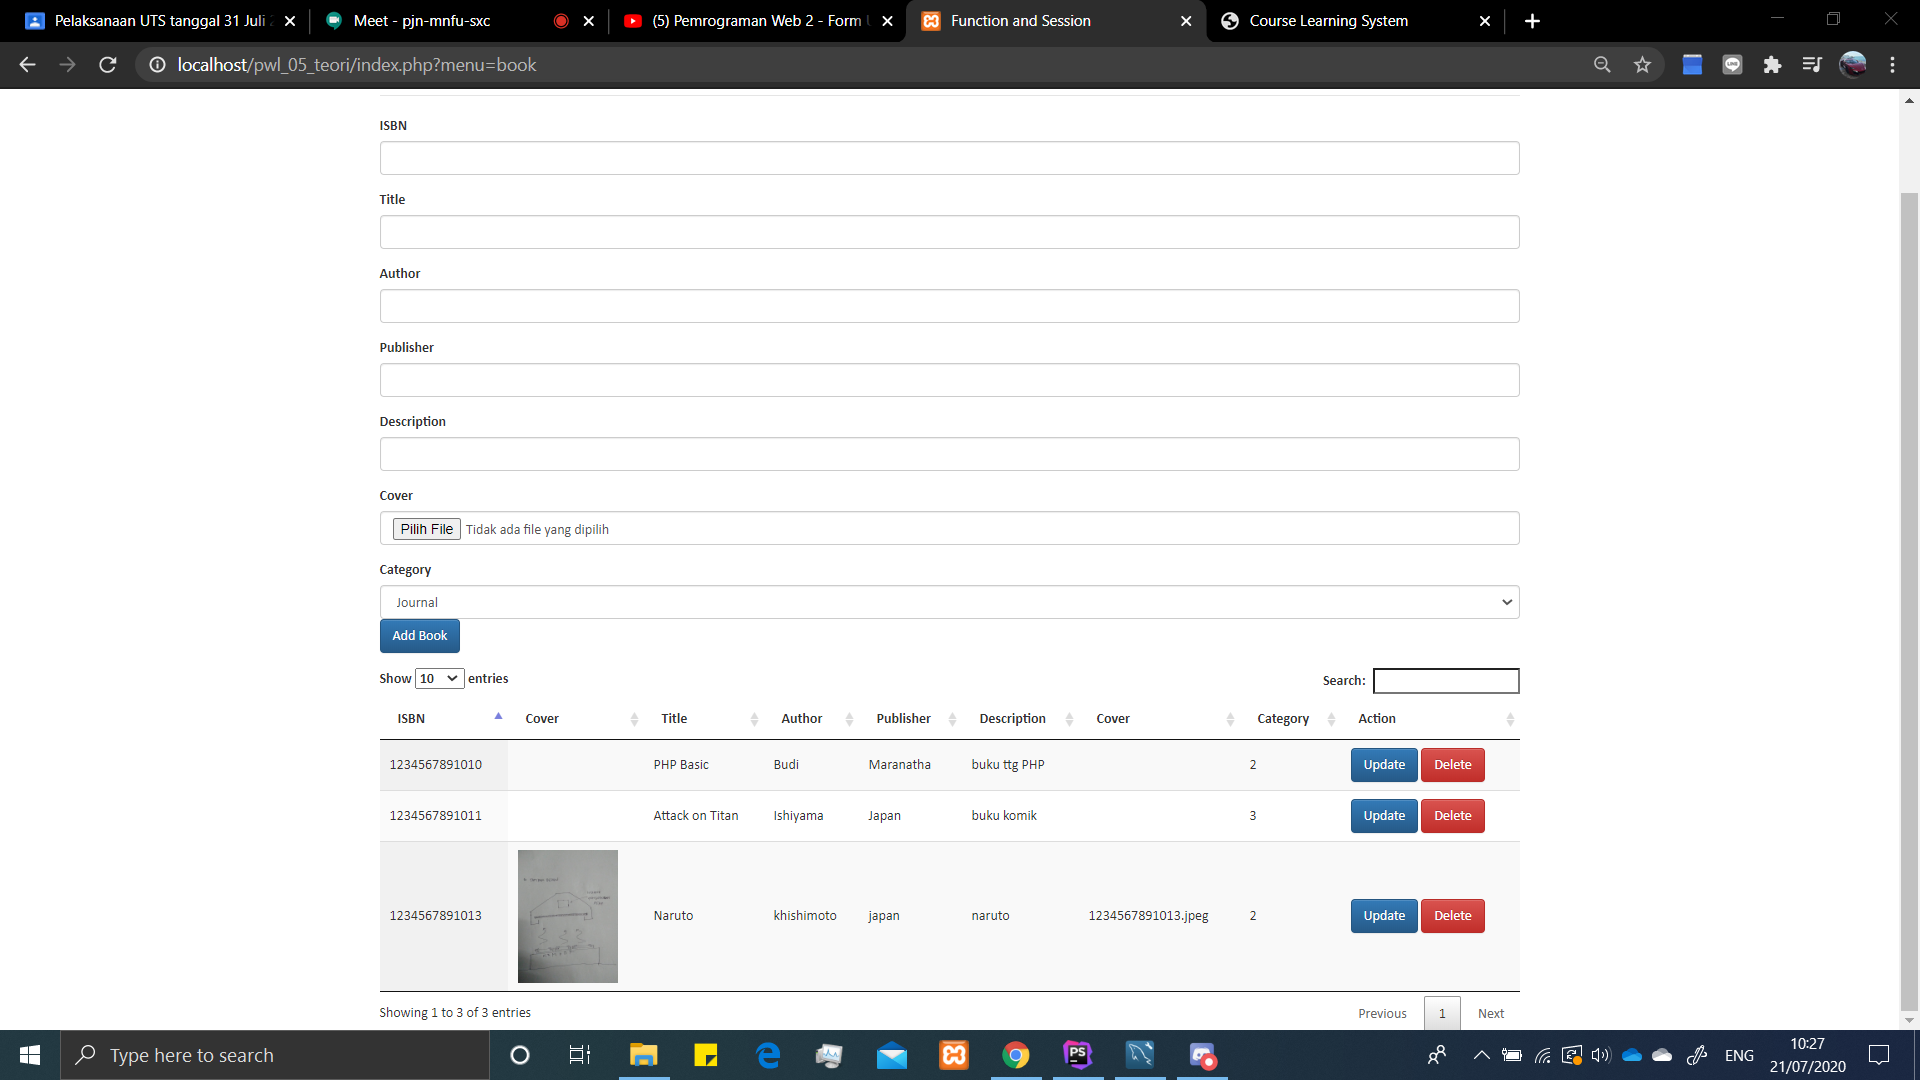 Pelaksanaan UTS tanggal 31 Juli
Meet - pjn-mnfu-sxc
(5) Pemrograman Web 2 - Form
Function and Session
Course Learning System
localhost/pwl_05_teori/index.php?menu=book
ISBN
Title
Author
Publisher
Description
Cover
Pilih File Tidak ada file yang dipilih
Category
Journal
Add Book
Show 10 entries
Search:
ISBN Cover Title Author Publisher Description Cover Category Action
1234567891010 PHP Basic Budi Maranatha buku ttg PHP 2 Update Delete
1234567891011 Attack on Titan Ishiyama Japan buku komik 3 Update Delete
1234567891013 Naruto khishimoto japan naruto 1234567891013.jpeg 2 Update Delete
Showing 1 to 3 of 3 entries
Previous 1 Next
Type here to search
PS
ENG
10:27
21/07/2020